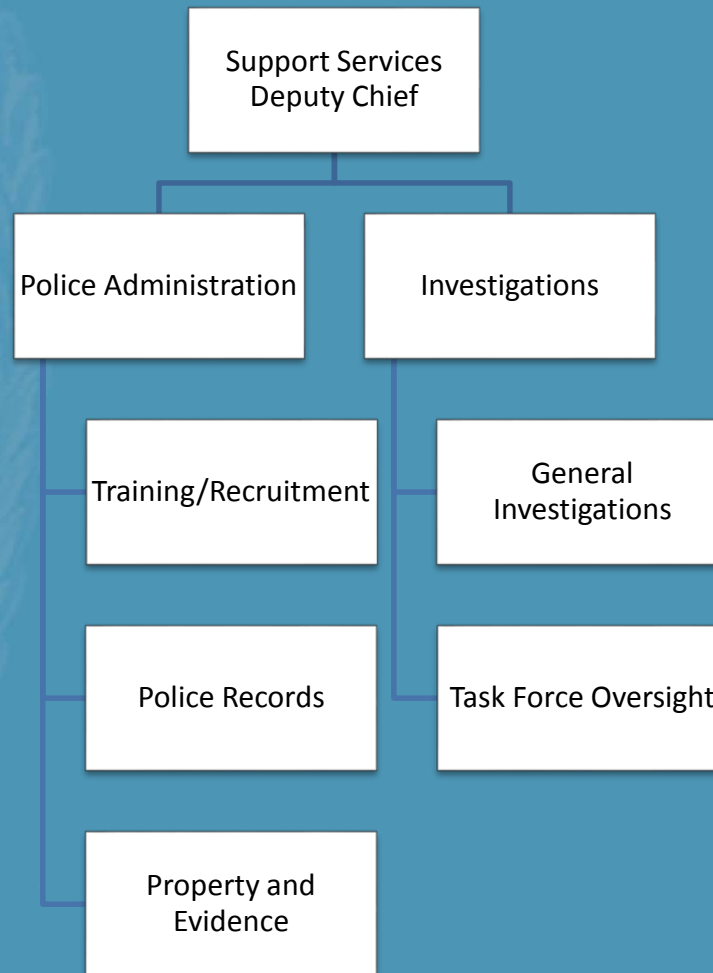 Support Services
Deputy Chief
Police Administration
Investigations
Training/Recruitment
General
Investigations
Police Records
Task Force Oversight
Property and
Evidence